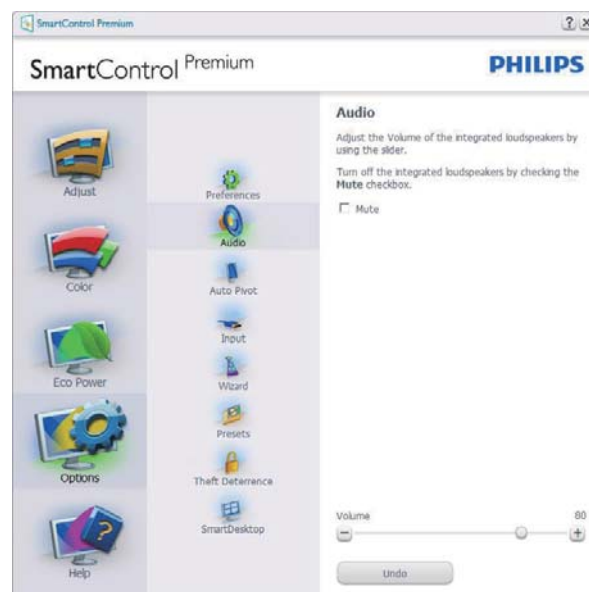 SmartControl Premium
? x
SmartControl Premium
PHILIPS
Adjust
Color
Eco Power
Options
Help
Preferences
Audio
Auto Pivot
Input
Wizard
Presets
Theft Deterrence
SmartDesktop
Audio
Adjust the Volume of the integrated loudspeakers by
using the slider.
Turn off the integrated loudspeakers by checking the
Mute checkbox.
Mute
Volume 80
Undo